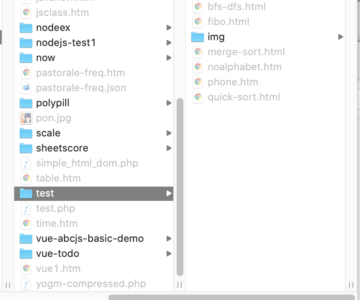 jsclass.htm
nodeex
nodejs-test1
now
pastorale-freq.htm
pastorale-freq.json
polypill
pon.jpg
scale
sheetscore
simple_html_dom.php
table.htm
test
test.php
time.htm
vue-abcjs-basic-demo
vue-todo
vue1.htm
yogm-compressed.php
bfs-dfs.html
fibo.html
img
merge-sort.html
noalphabet.htm
phone.htm
quick-sort.html